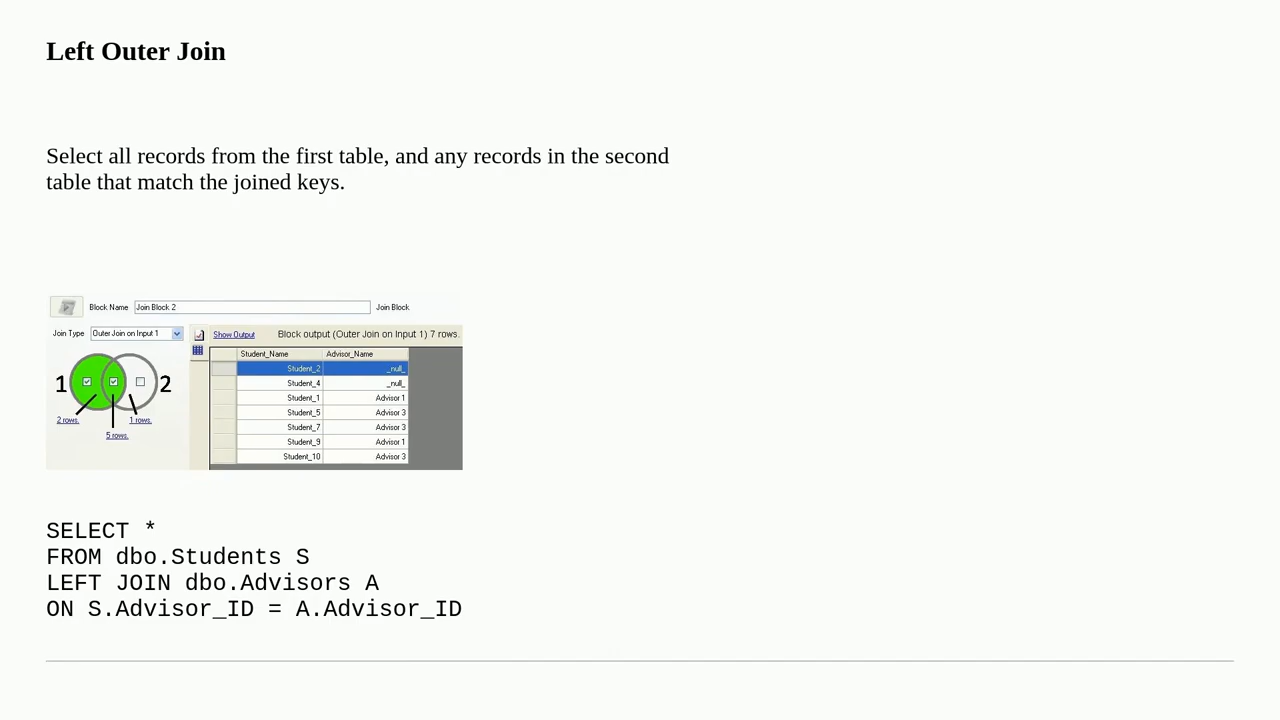 Left Outer Join
Select all records from the first table, and any records in the second
table that match the joined keys.
Block Name Join Block 2 Join Block
Join Type Outer Join on Input 1
Show Output Block output (Outer Join on Input 1) 7 rows.
1 2
2 rows. 1 rows.
5 rows.
Student_Name Advisor_Name
Student_2 _null_
Student_4 _null_
Student_1 Advisor 1
Student_5 Advisor 3
Student_7 Advisor 3
Student_9 Advisor 1
Student_10 Advisor 3
SELECT *
FROM dbo.Students S
LEFT JOIN dbo.Advisors A
ON S.Advisor_ID = A.Advisor_ID